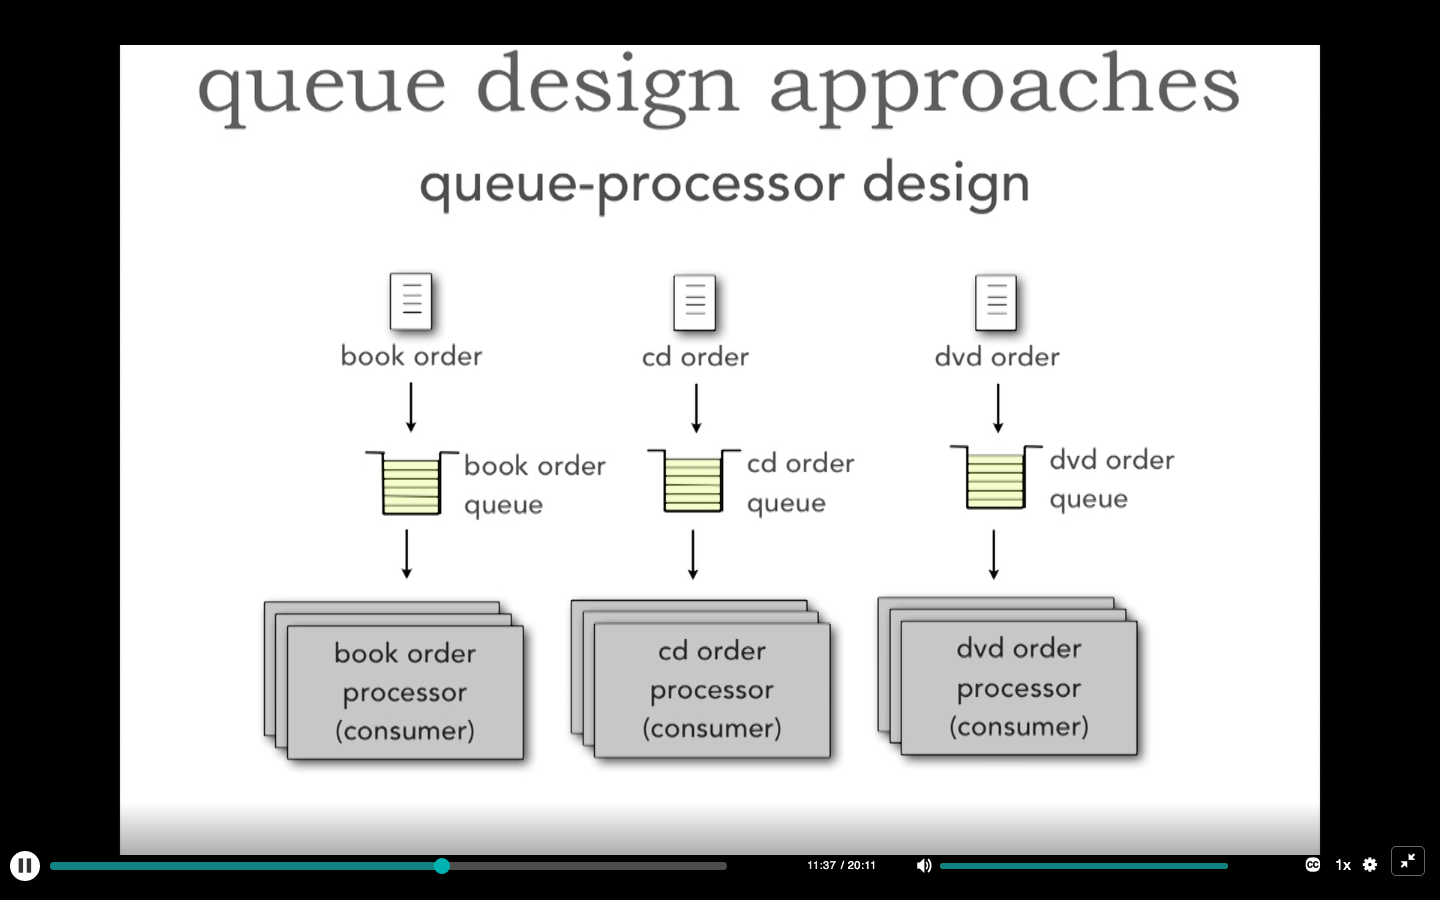 queue design approaches
queue-processor design
book order
cd order
dvd order
book order
queue
cd order
queue
dvd order
queue
book order
processor
(consumer)
cd order
processor
(consumer)
dvd order
processor
(consumer)
11:37 / 20:11
CC
1x